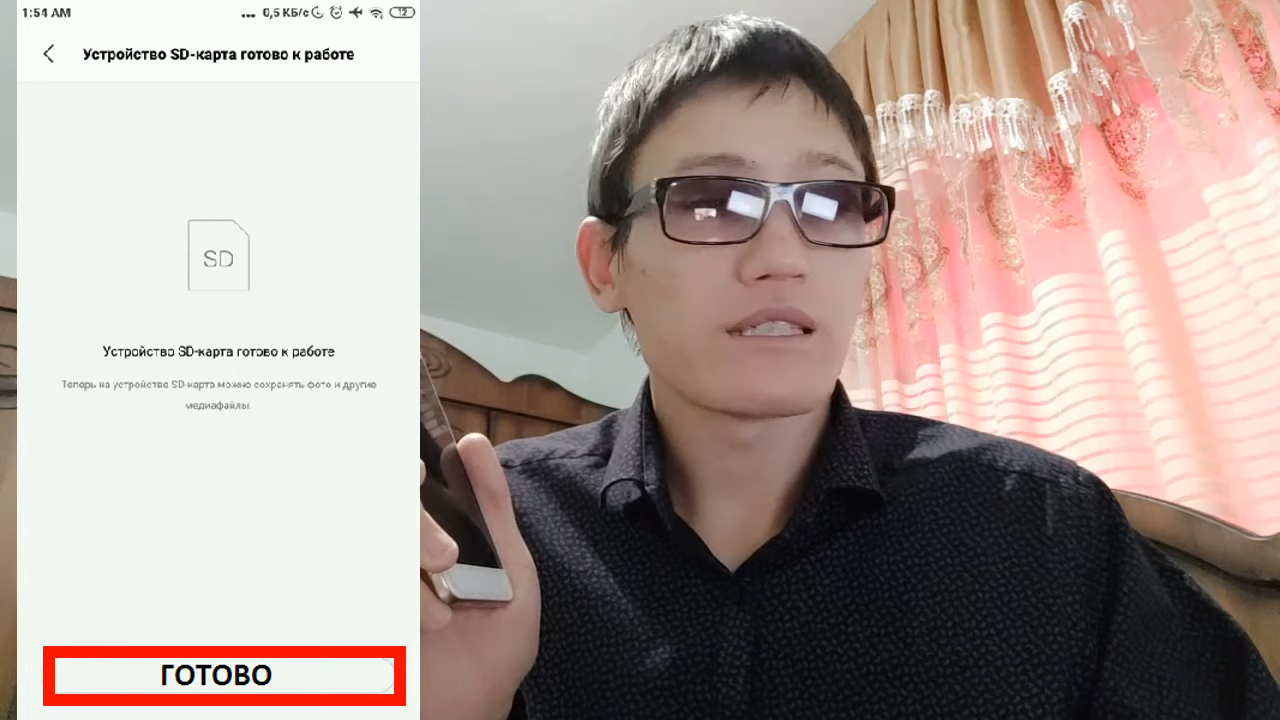 1:54 AM
... 0,5 КБ/с
12
Устройство SD-карта готово к работе
SD
Устройство SD-карта готово к работе
Теперь на устройстве SD-карта можно сохранять фото и другие
медиафайлы.
ГОТОВО